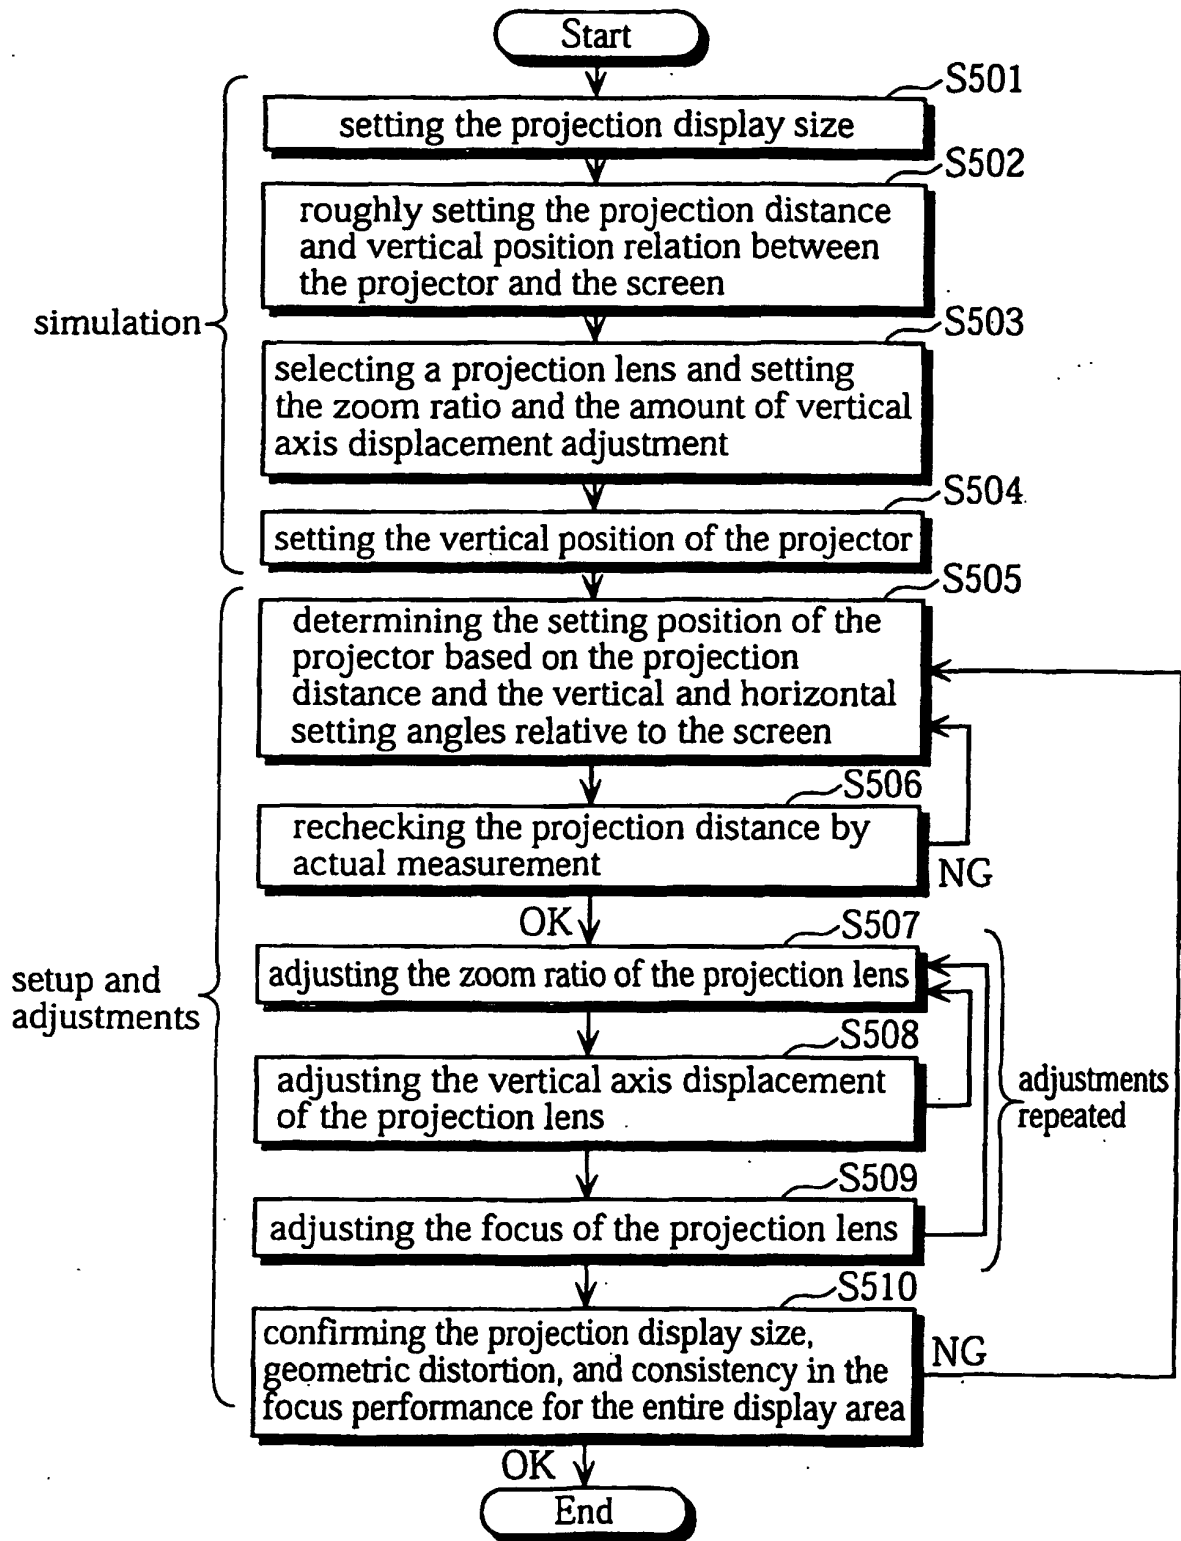 Start
S501
setting the projection display size
S502
roughly setting the projection distance
and vertical position relation between
the projector and the screen
simulation
S503
selecting a projection lens and setting
the zoom ratio and the amount of vertical
axis displacement adjustment
S504
setting the vertical position of the projector
S505
determining the setting position of the
projector based on the projection
distance and the vertical and horizontal
setting angles relative to the screen
S506
rechecking the projection distance by
actual measurement
NG
OK
S507
adjusting the zoom ratio of the projection lens
setup and
adjustments
S508
adjusting the vertical axis displacement
of the projection lens
adjustments
repeated
S509
adjusting the focus of the projection lens
S510
confirming the projection display size,
geometric distortion, and consistency in the
focus performance for the entire display area
NG
OK
End